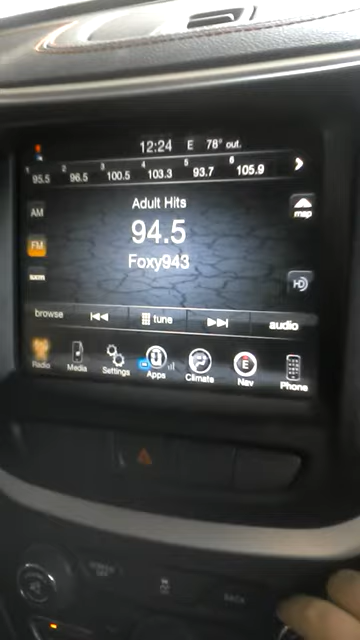 12:24 E 78° out.
1 95.5 2 96.5 3 100.5 4 103.3 5 93.7 6 105.9
Adult Hits
AM
map
94.5
FM
Foxy943
sxm
HD
browse tune audio
Radio Media Settings Apps Climate Nav Phone
E
BACK